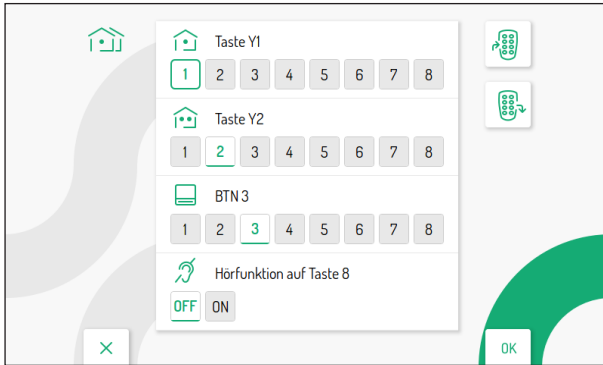 Taste Y1
1 2 3 4 5 6 7 8
Taste Y2
1 2 3 4 5 6 7 8
BTN 3
1 2 3 4 5 6 7 8
Hörfunktion auf Taste 8
OFF ON
OK